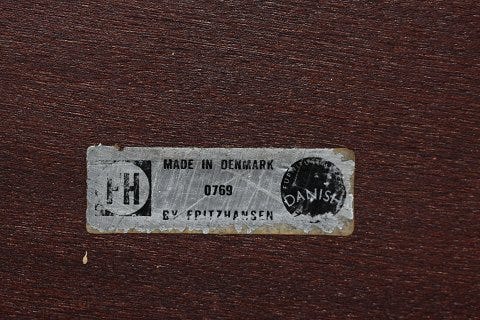 FH
MADE IN DENMARK
0769
BY FRITZHANSEN
DANISH